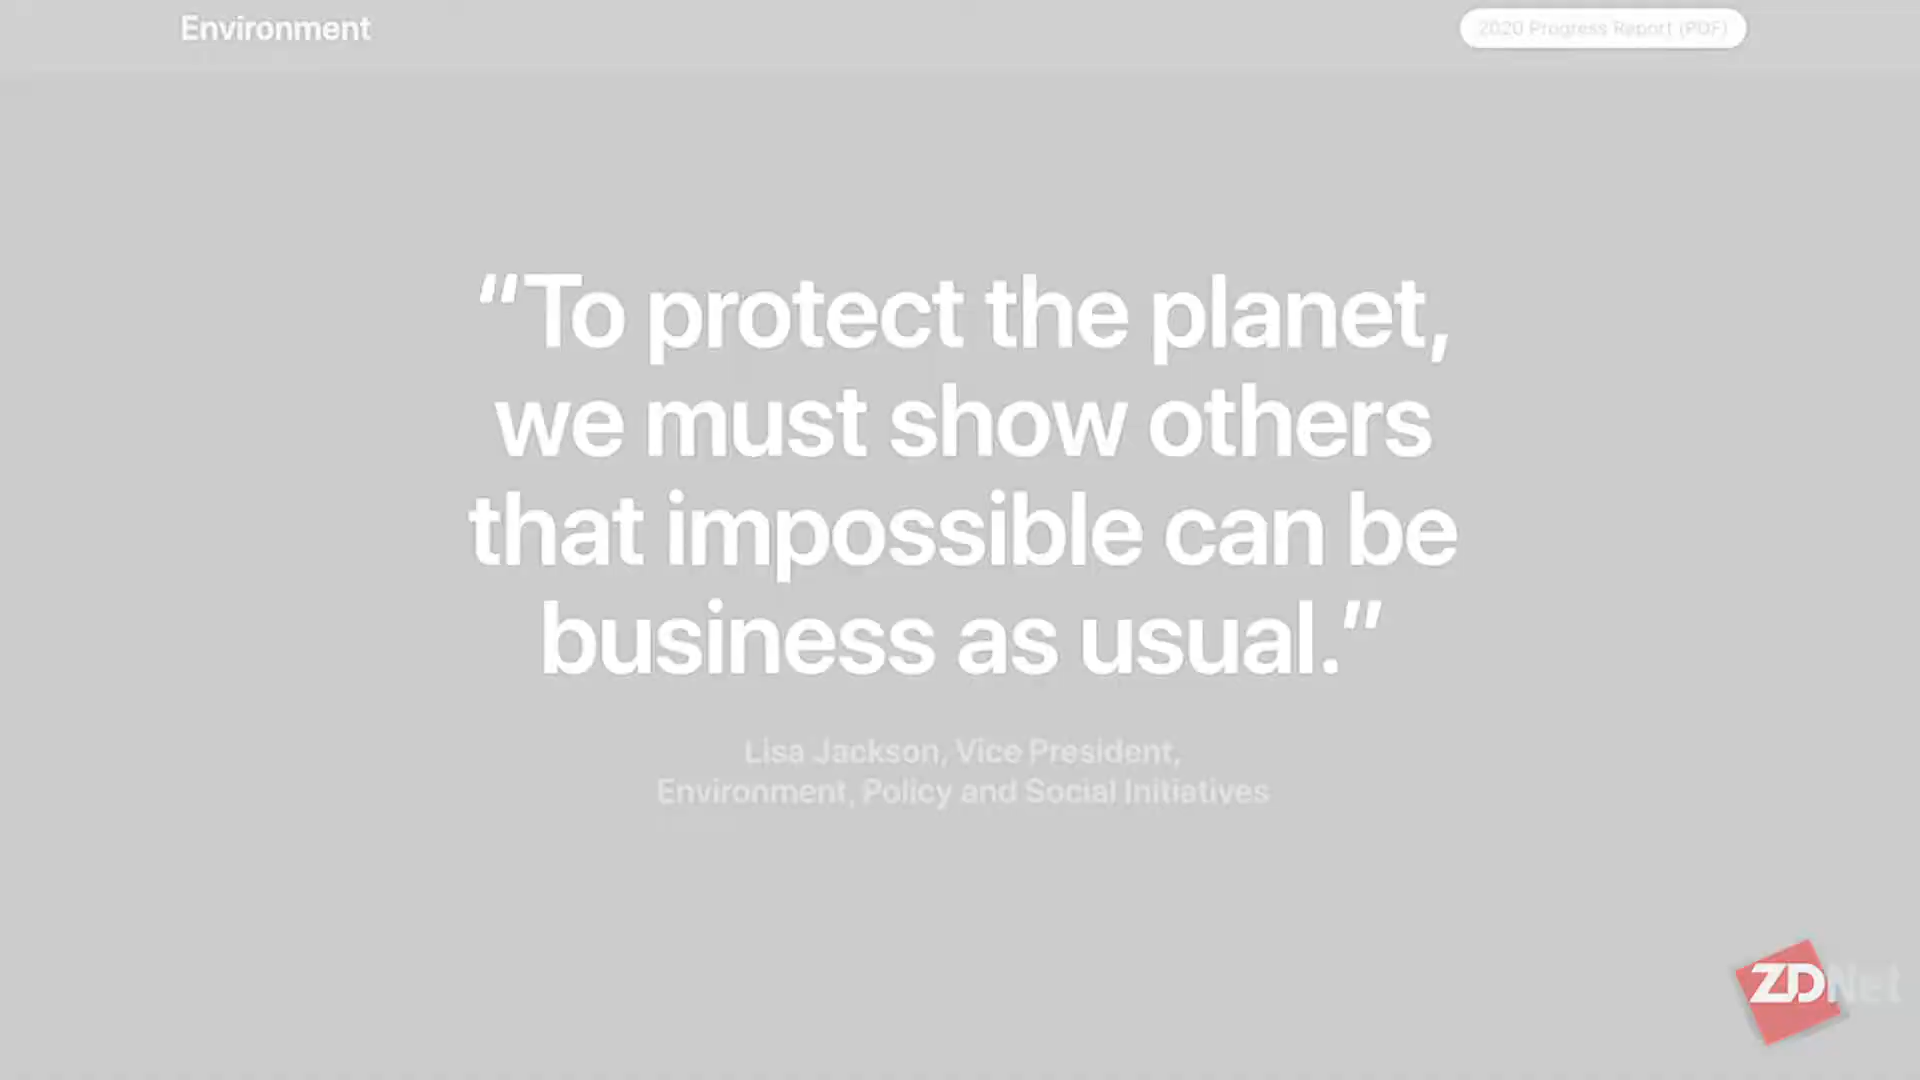 Environment
2020 Progress Report (PDF)
“To protect the planet,
we must show others
that impossible can be
business as usual.”
Lisa Jackson, Vice President,
Environment, Policy and Social Initiatives
ZDNet